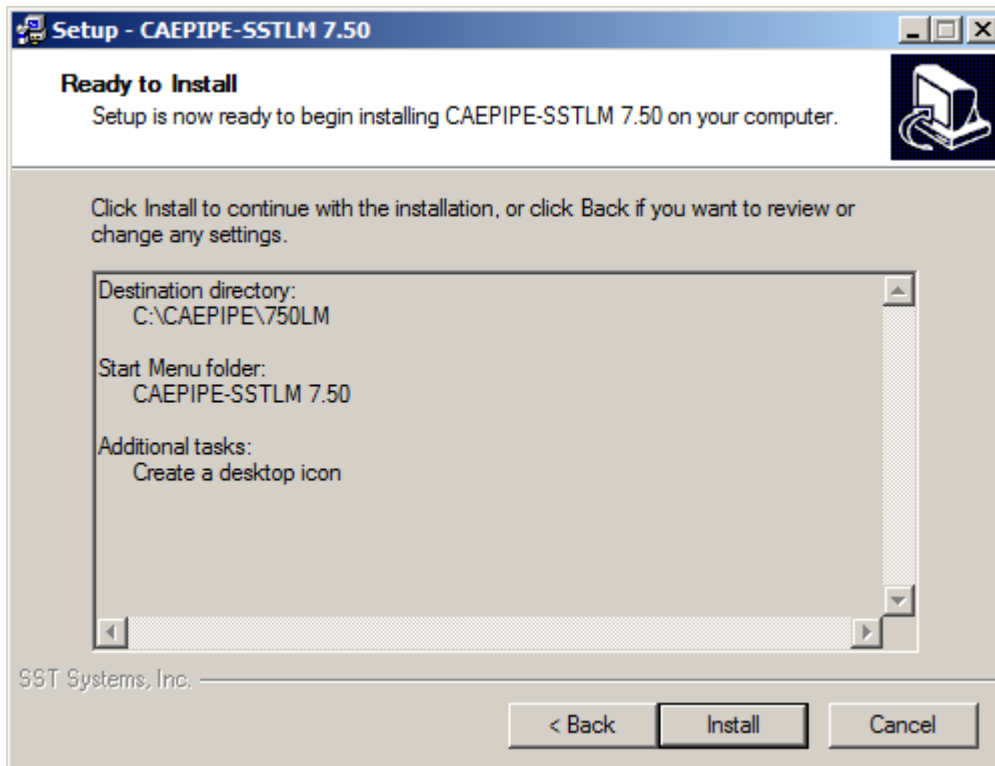 Setup - CAEPIPE-SSTLM 7.50
Ready to Install
Setup is now ready to begin installing CAEPIPE-SSTLM 7.50 on your computer.
Click Install to continue with the installation, or click Back if you want to review or
change any settings.
Destination directory:
C:\CAEPIPE\750LM
Start Menu folder:
CAEPIPE-SSTLM 7.50
Additional tasks:
Create a desktop icon
SST Systems, Inc.
< Back Install Cancel